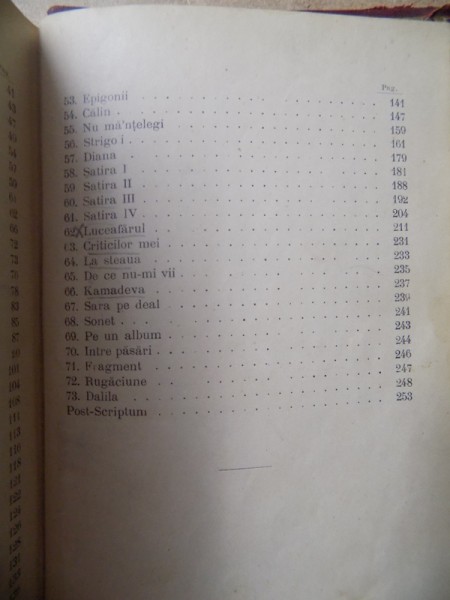 Pag.
53. Epigonii . . . . . . . . . . 141
54. Călin . . . . . . . . . . 147
55. Nu mă'nțelegi . . . . . . . . . . 159
56. Strigo i . . . . . . . . . . 161
57. Diana . . . . . . . . . . 179
58. Satira I . . . . . . . . . . 181
59 Satira II . . . . . . . . . . 188
60. Satira III . . . . . . . . . . 192
61. Satira IV . . . . . . . . . . 204
62 Luceafărul . . . . . . . . . . 211
63. Criticilor mei . . . . . . . . . . 231
64. La steaua . . . . . . . . . . 233
65. De ce nu-mi vii . . . . . . . . . . 235
66. Kamadeva . . . . . . . . . . 237
67. Sara pe deal . . . . . . . . . . 239
68. Sonet . . . . . . . . . . 241
69. Pe un album . . . . . . . . . . 243
70. Intre păsări . . . . . . . . . . 244
71. Fragment . . . . . . . . . . 246
72. Rugăciune . . . . . . . . . . 247
73. Dalila . . . . . . . . . . 248
Post-Scriptum . . . . . . . . . . 253